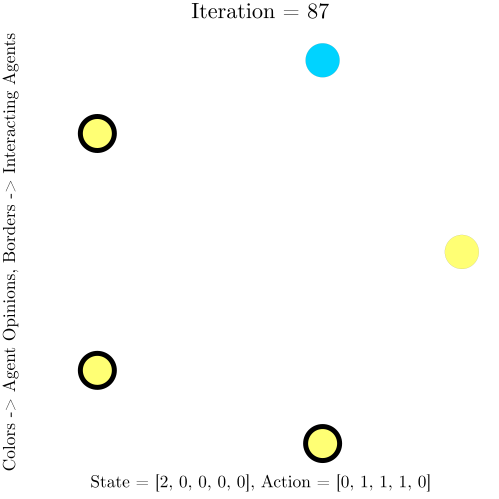 Iteration = 87
Colors -> Agent Opinions, Borders -> Interacting Agents
State = [2, 0, 0, 0, 0], Action = [0, 1, 1, 1, 0]